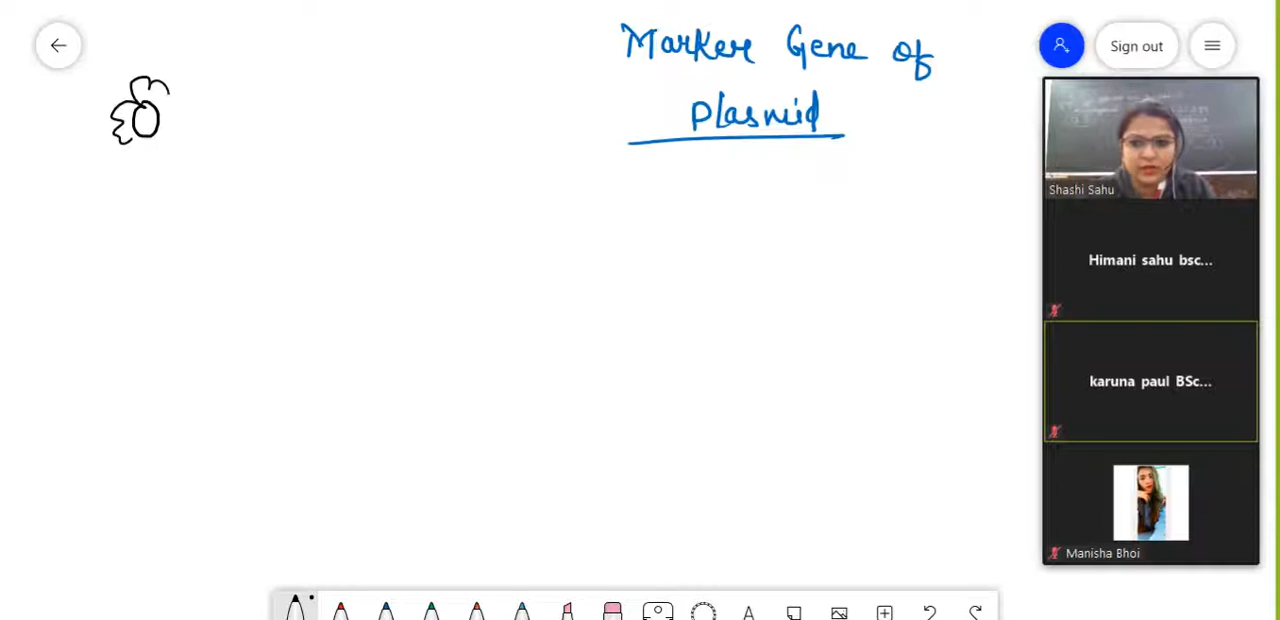 Marker Gene of
Plasmid
Sign out
Shashi Sahu
Himani sahu bsc...
karuna paul BSc...
Manisha Bhoi
A